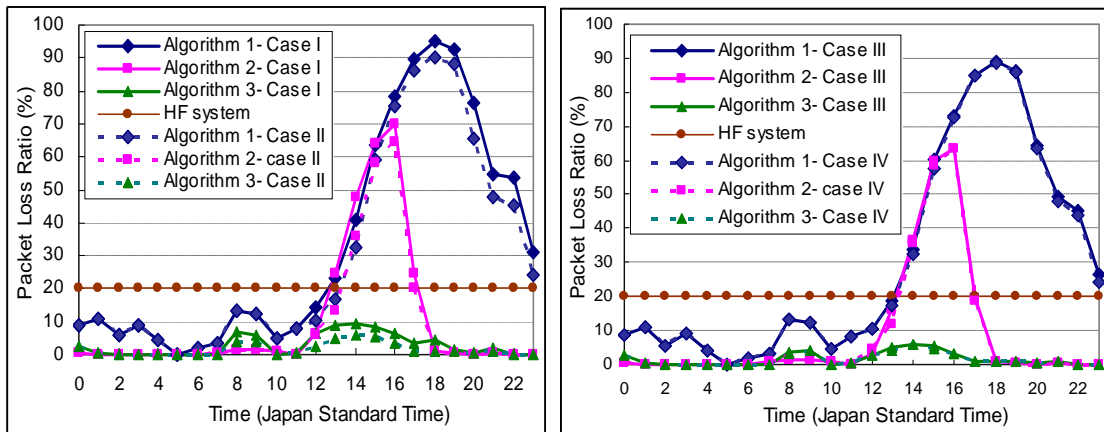 Packet Loss Ratio (%)
100
90
80
70
60
50
40
30
20
10
0
Algorithm 1- Case I
Algorithm 2- Case I
Algorithm 3- Case I
HF system
Algorithm 1- Case II
Algorithm 2- case II
Algorithm 3- Case II
0 2 4 6 8 10 12 14 16 18 20 22
Time (Japan Standard Time)
Packet Loss Ratio (%)
100
90
80
70
60
50
40
30
20
10
0
Algorithm 1- Case III
Algorithm 2- Case III
Algorithm 3- Case III
HF system
Algorithm 1- Case IV
Algorithm 2- case IV
Algorithm 3- Case IV
0 2 4 6 8 10 12 14 16 18 20 22
Time (Japan Standard Time)